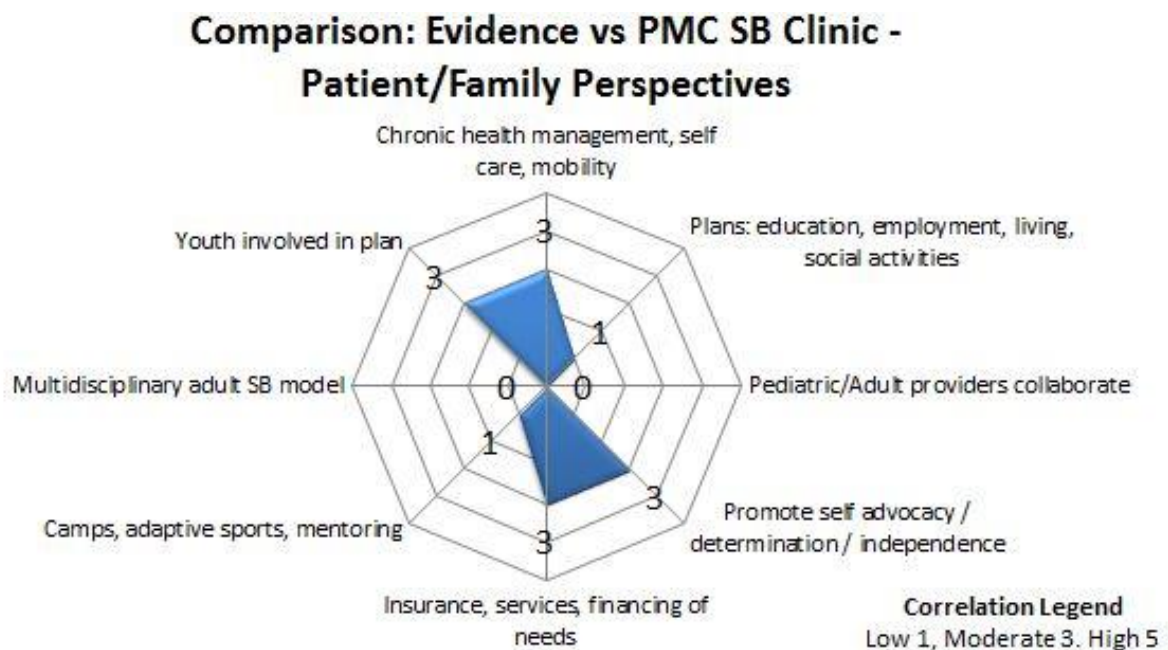 Comparison: Evidence vs PMC SB Clinic -
Patient/Family Perspectives
Chronic health management, self
care, mobility
3
Plans: education, employment, living,
social activities
Youth involved in plan
3
1
Multidisciplinary adult SB model
0
0
Pediatric/Adult providers collaborate
1
3
Camps, adaptive sports, mentoring
Promote self advocacy /
determination / independence
3
Insurance, services, financing of
needs
Correlation Legend
Low 1, Moderate 3. High 5